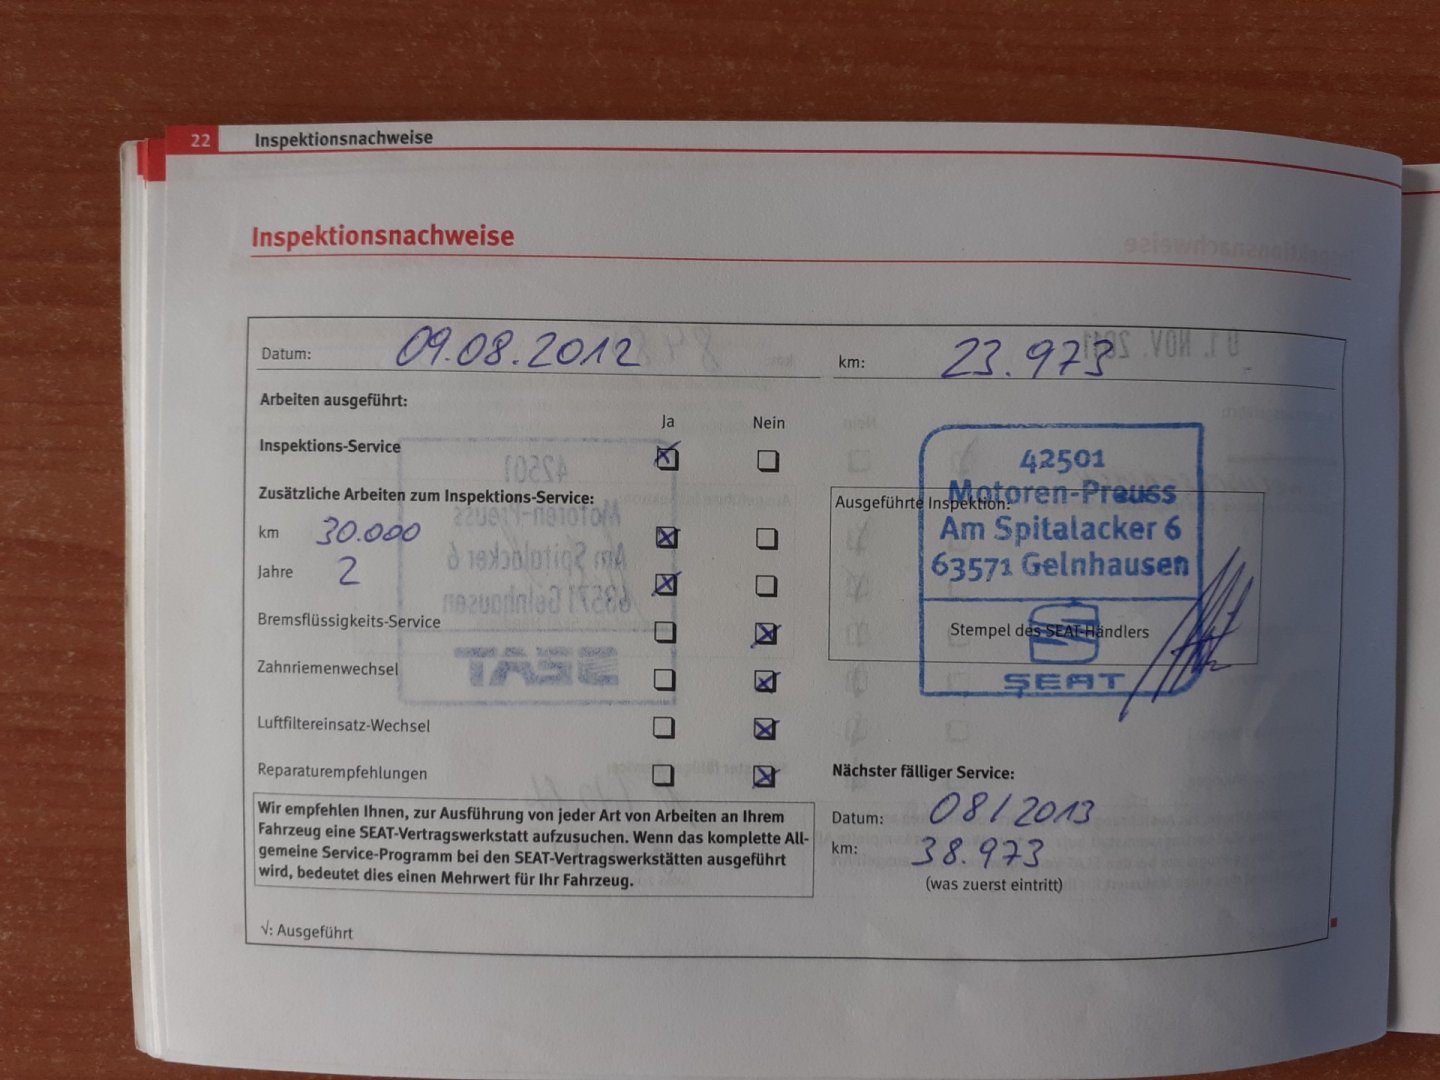 22 Inspektionsnachweise
Inspektionsnachweise
Datum: 09.08.2012 km: 23.973
Arbeiten ausgeführt:
Ja Nein
Inspektions-Service
Zusätzliche Arbeiten zum Inspektions-Service:
km 30.000
Jahre 2
Bremsflüssigkeits-Service
Zahnriemenwechsel
Luftfiltereinsatz-Wechsel
Reparaturempfehlungen
Wir empfehlen Ihnen, zur Ausführung von jeder Art von Arbeiten an Ihrem
Fahrzeug eine SEAT-Vertragswerkstatt aufzusuchen. Wenn das komplette All-
gemeine Service-Programm bei den SEAT-Vertragswerkstätten ausgeführt
wird, bedeutet dies einen Mehrwert für Ihr Fahrzeug.
√: Ausgeführt
42501
Motoren-Preuss
Ausgeführte Inspektion:
Am Spitalacker 6
63571 Gelnhausen
Stempel des SEAT-Händlers
SEAT
Nächster fälliger Service:
Datum: 08/2013
km: 38.973
(was zuerst eintritt)